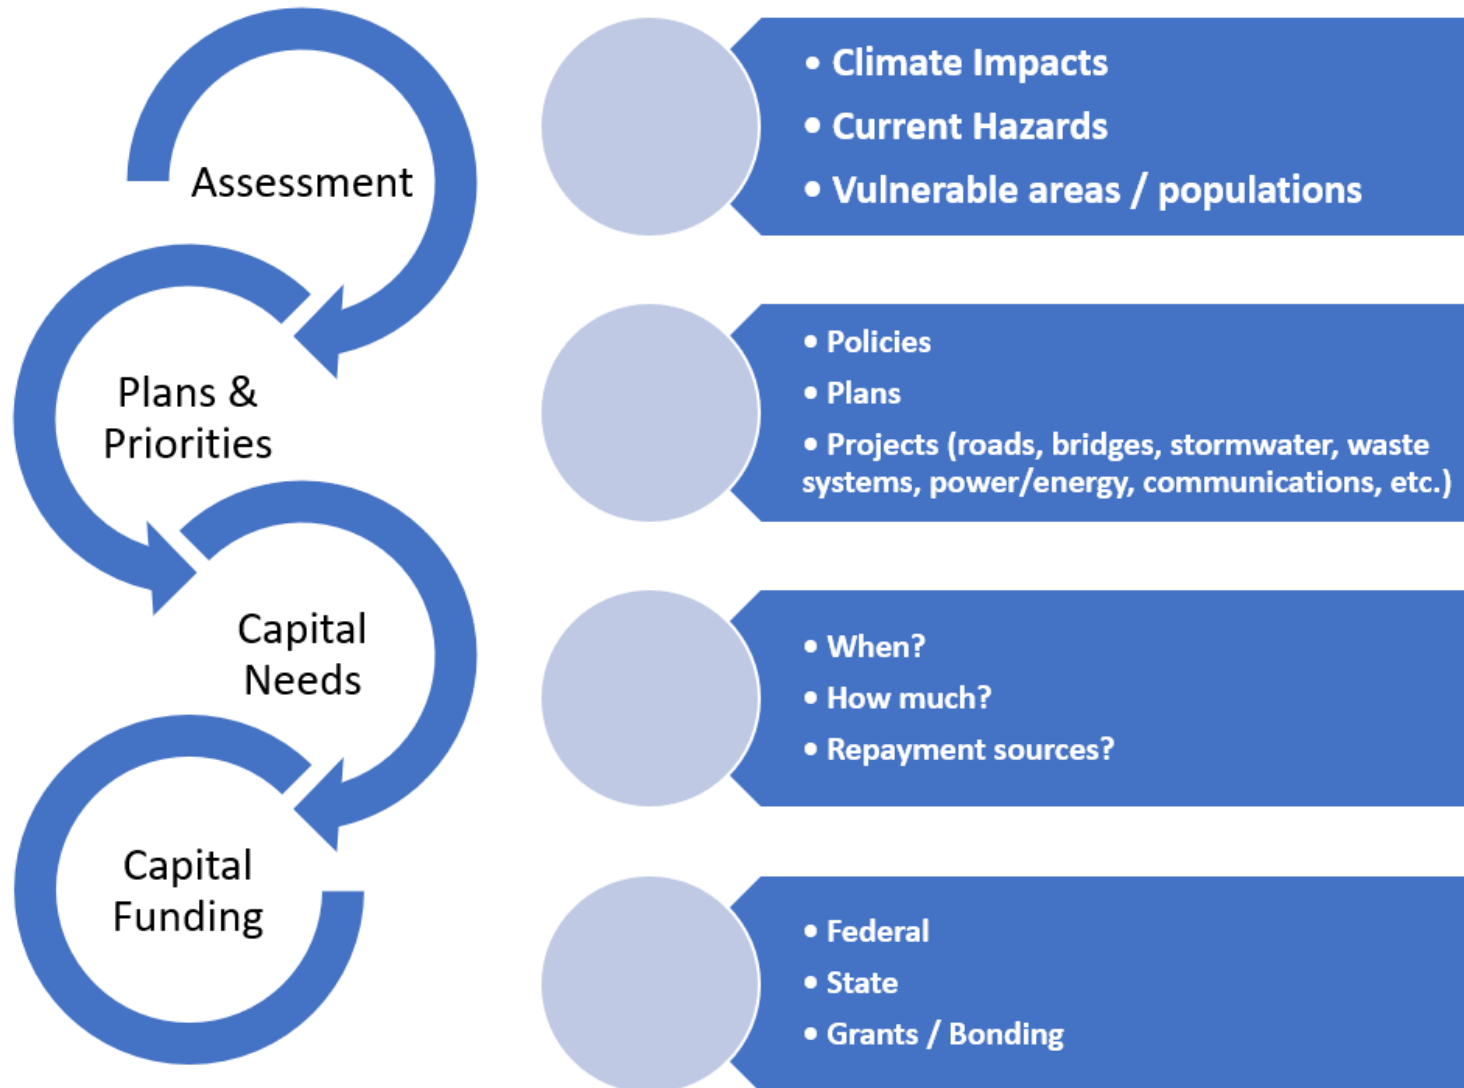 Assessment
• Climate Impacts
• Current Hazards
• Vulnerable areas / populations
Plans &
Priorities
• Policies
• Plans
• Projects (roads, bridges, stormwater, waste
systems, power/energy, communications, etc.)
Capital
Needs
• When?
• How much?
• Repayment sources?
Capital
Funding
• Federal
• State
• Grants / Bonding